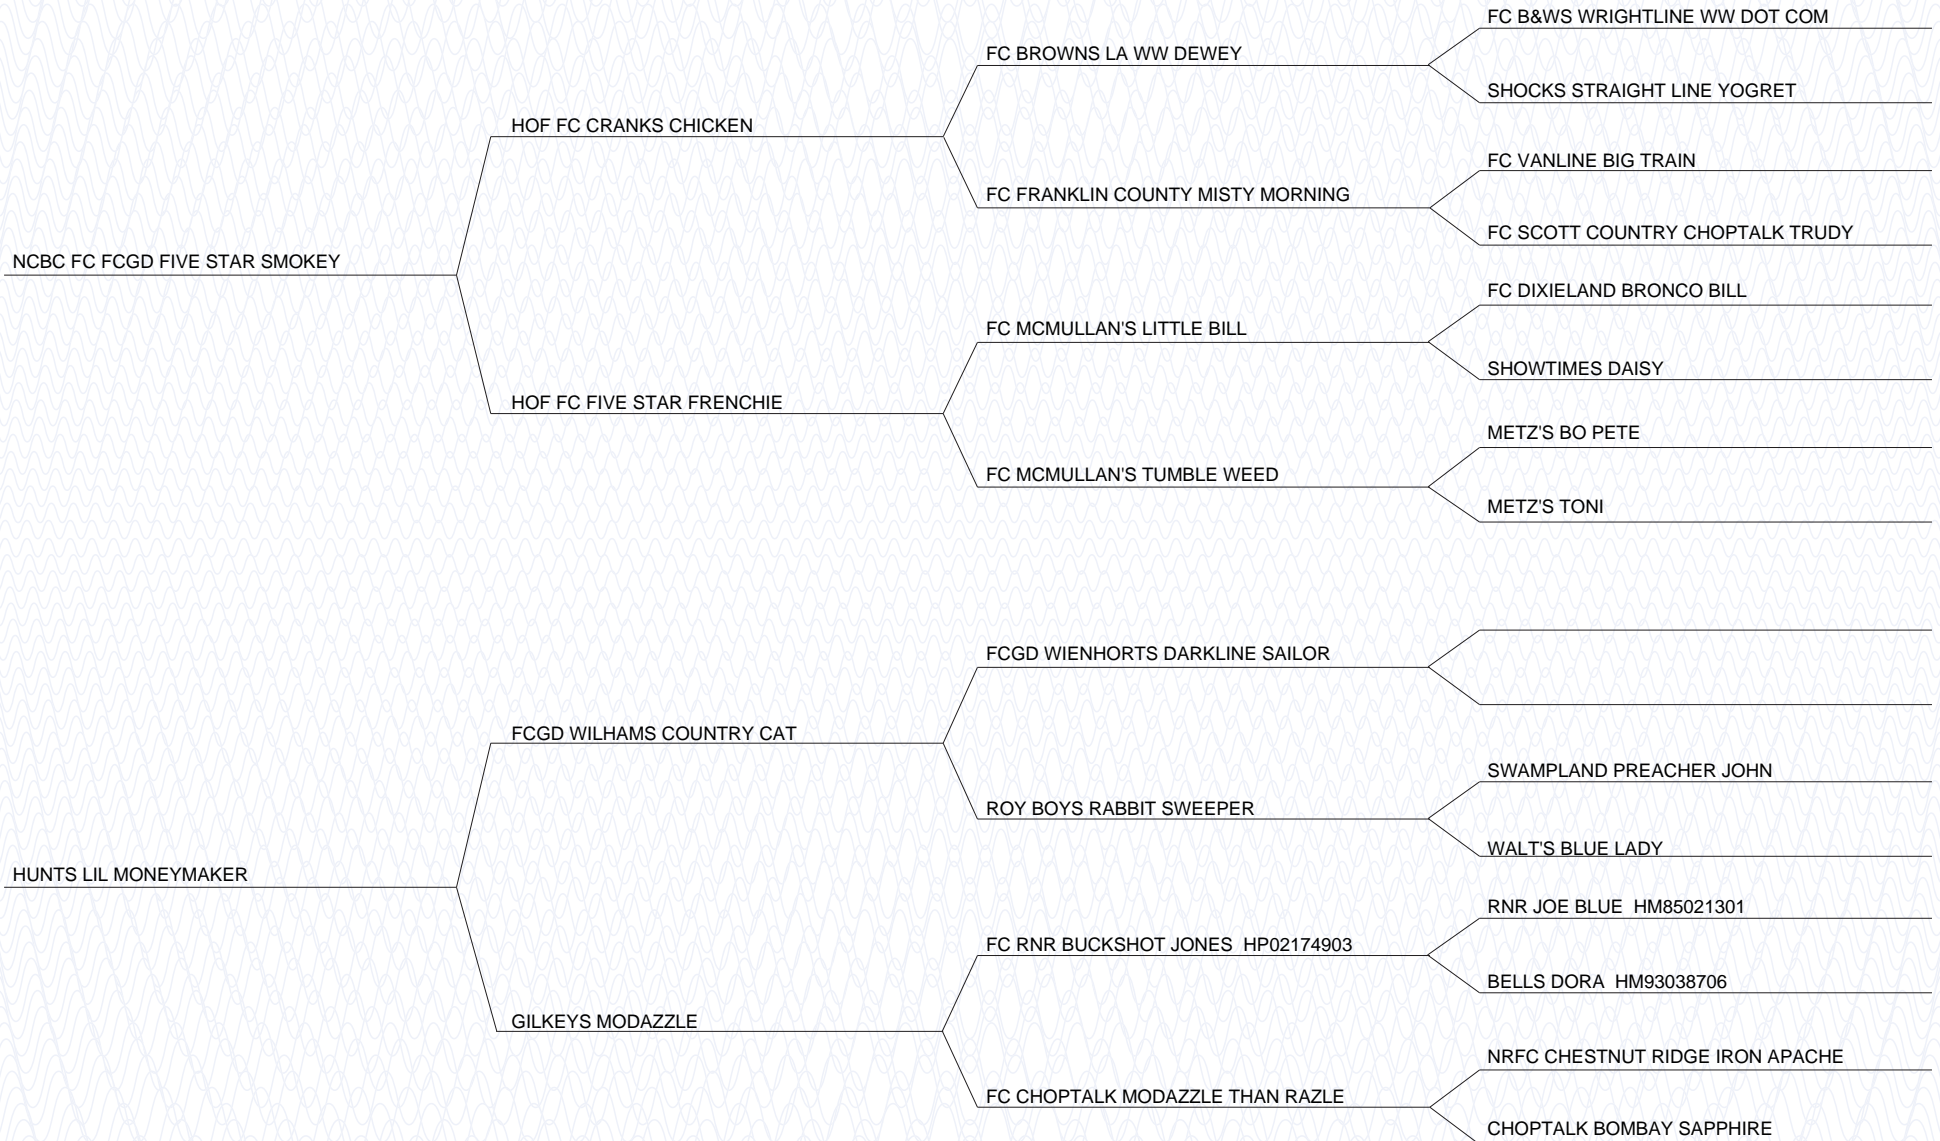 FC B&WS WRIGHTLINE WW DOT COM
FC BROWNS LA WW DEWEY
SHOCKS STRAIGHT LINE YOGRET
HOF FC CRANKS CHICKEN
FC VANLINE BIG TRAIN
FC FRANKLIN COUNTY MISTY MORNING
FC SCOTT COUNTRY CHOPTALK TRUDY
NCBC FC FCGD FIVE STAR SMOKEY
FC DIXIELAND BRONCO BILL
FC MCMULLAN'S LITTLE BILL
SHOWTIMES DAISY
HOF FC FIVE STAR FRENCHIE
METZ'S BO PETE
FC MCMULLAN'S TUMBLE WEED
METZ'S TONI
FCGD WIENHORTS DARKLINE SAILOR
FCGD WILHAMS COUNTRY CAT
SWAMPLAND PREACHER JOHN
ROY BOYS RABBIT SWEEPER
WALT'S BLUE LADY
HUNTS LIL MONEYMAKER
RNR JOE BLUE HM85021301
FC RNR BUCKSHOT JONES HP02174903
BELLS DORA HM93038706
GILKEYS MODAZZLE
NRFC CHESTNUT RIDGE IRON APACHE
FC CHOPTALK MODAZZLE THAN RAZLE
CHOPTALK BOMBAY SAPPHIRE